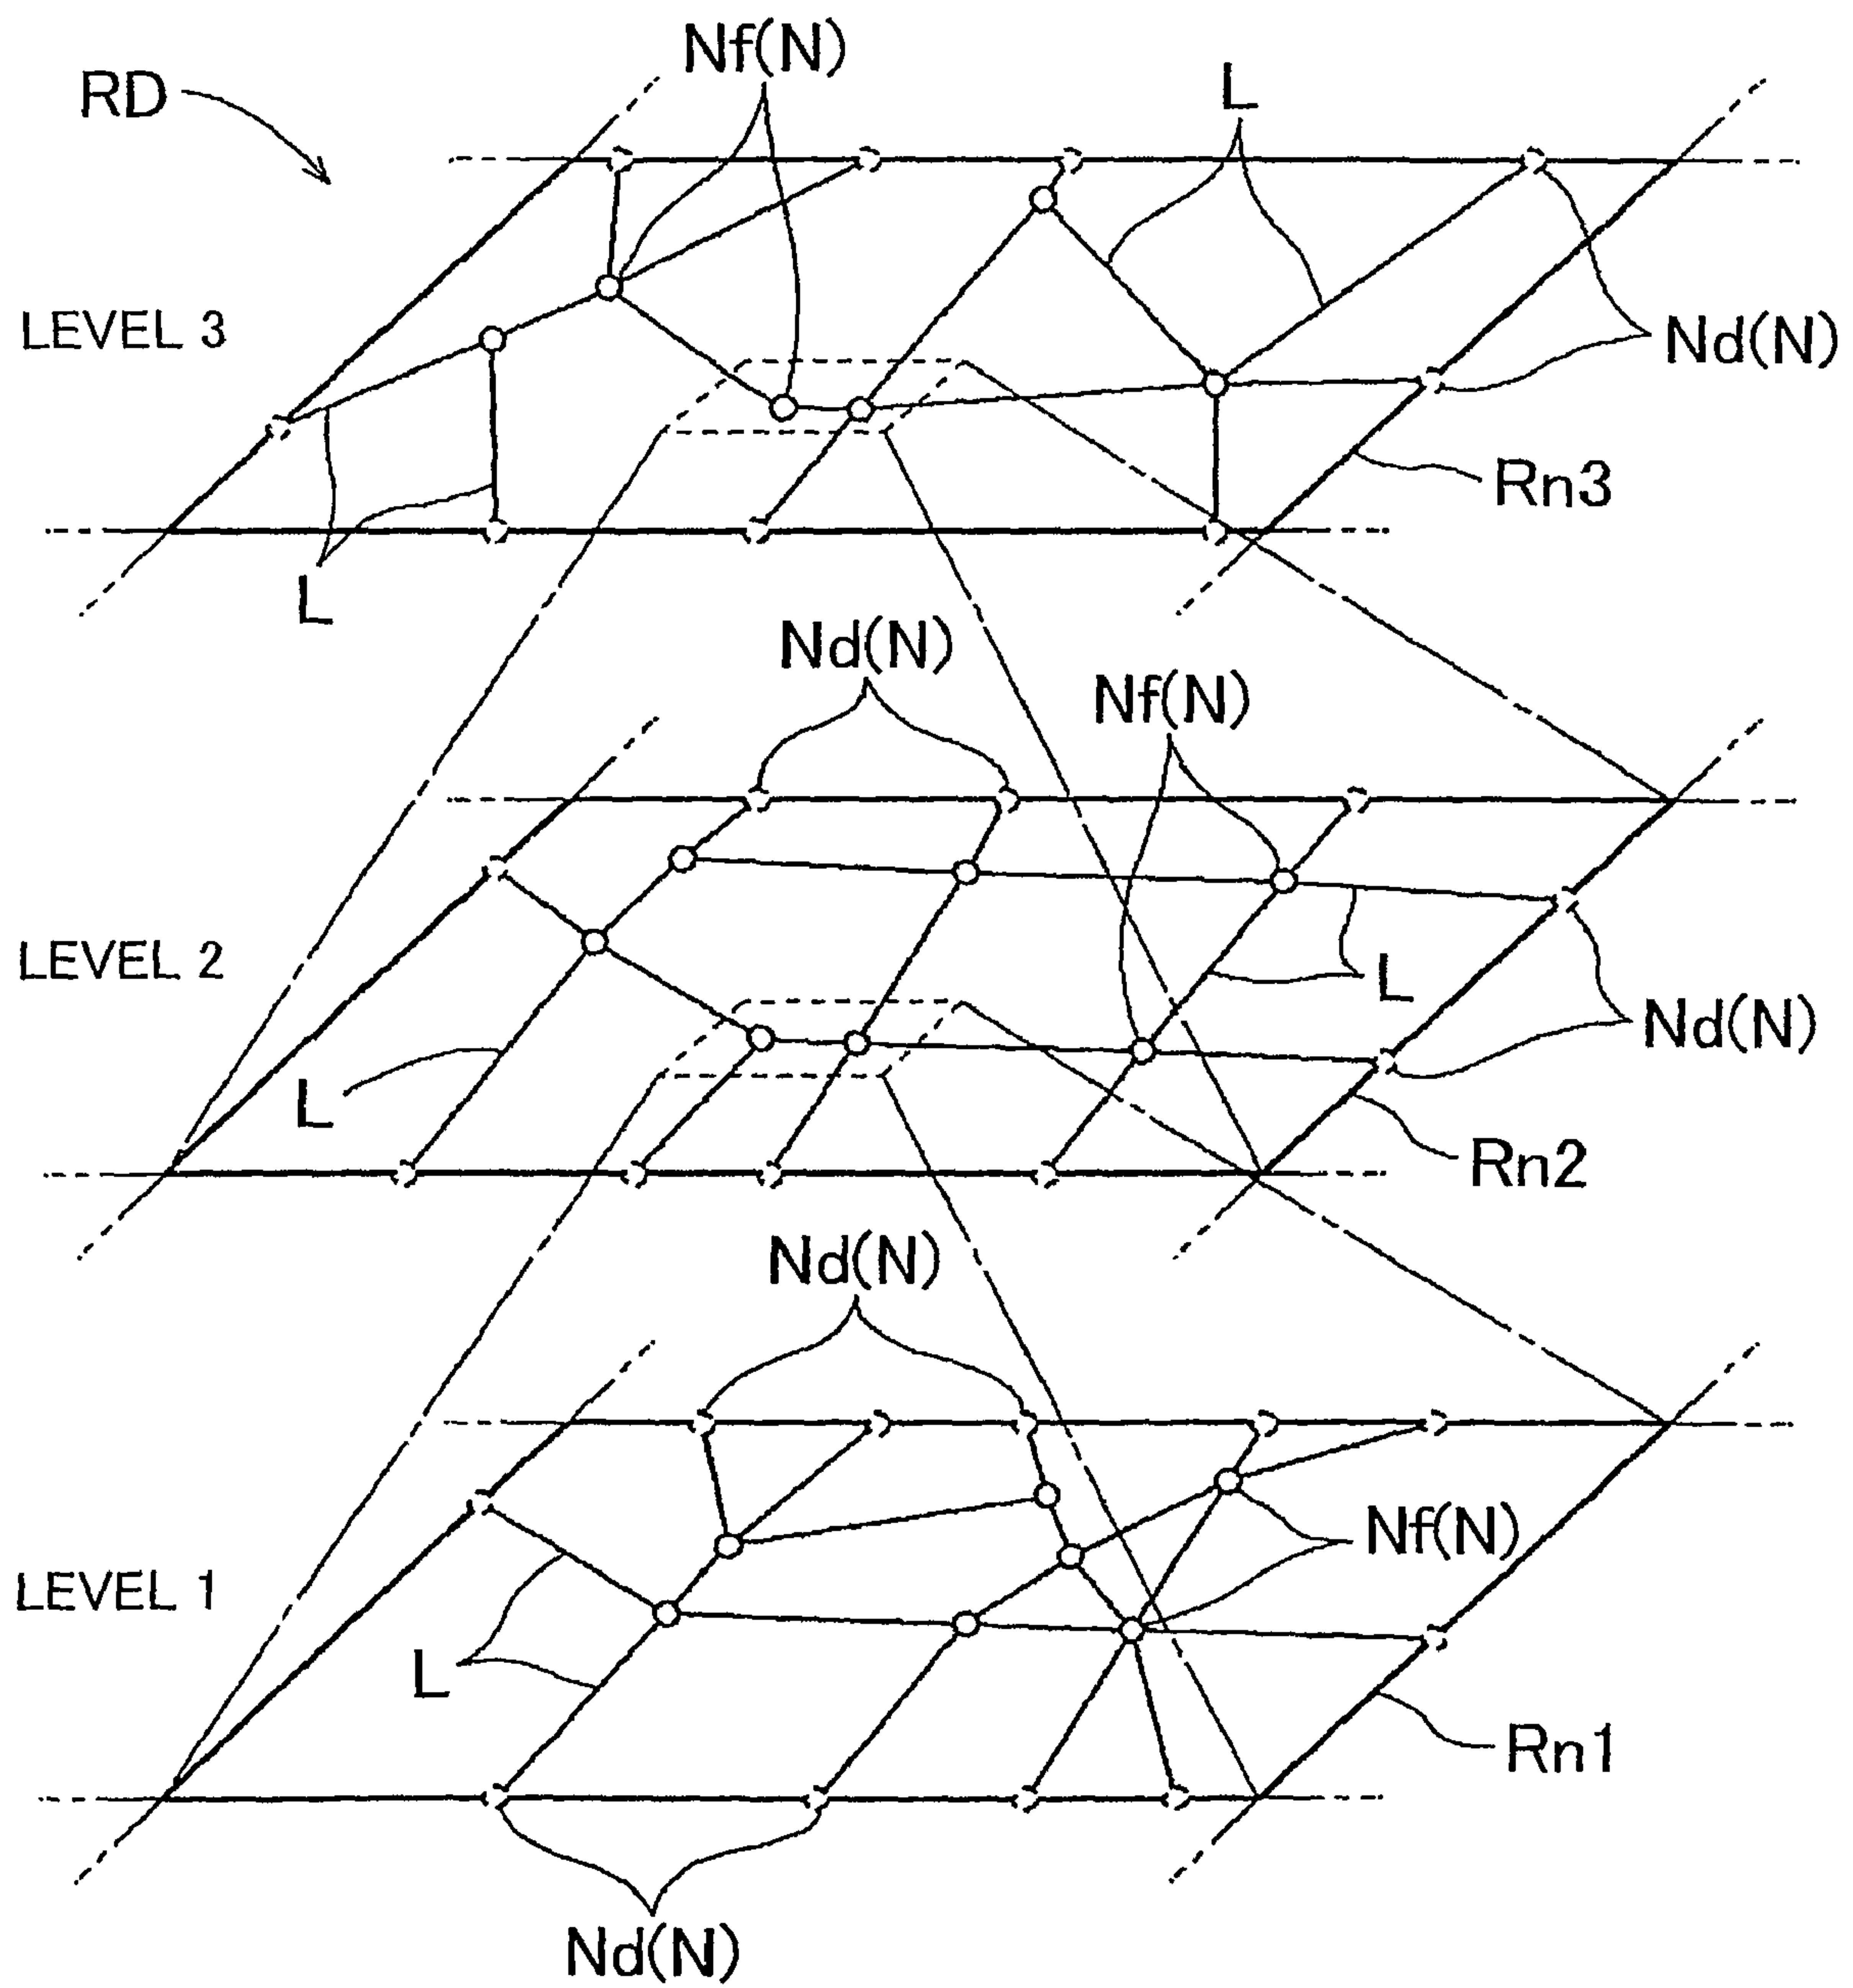 Nf(N)
RD
L
LEVEL 3
Nd(N)
Rn3
L
Nd(N)
Nf(N)
LEVEL 2
L
Nd(N)
L
Rn2
Nd(N)
Nf(N)
LEVEL 1
L
Rn1
Nd(N)